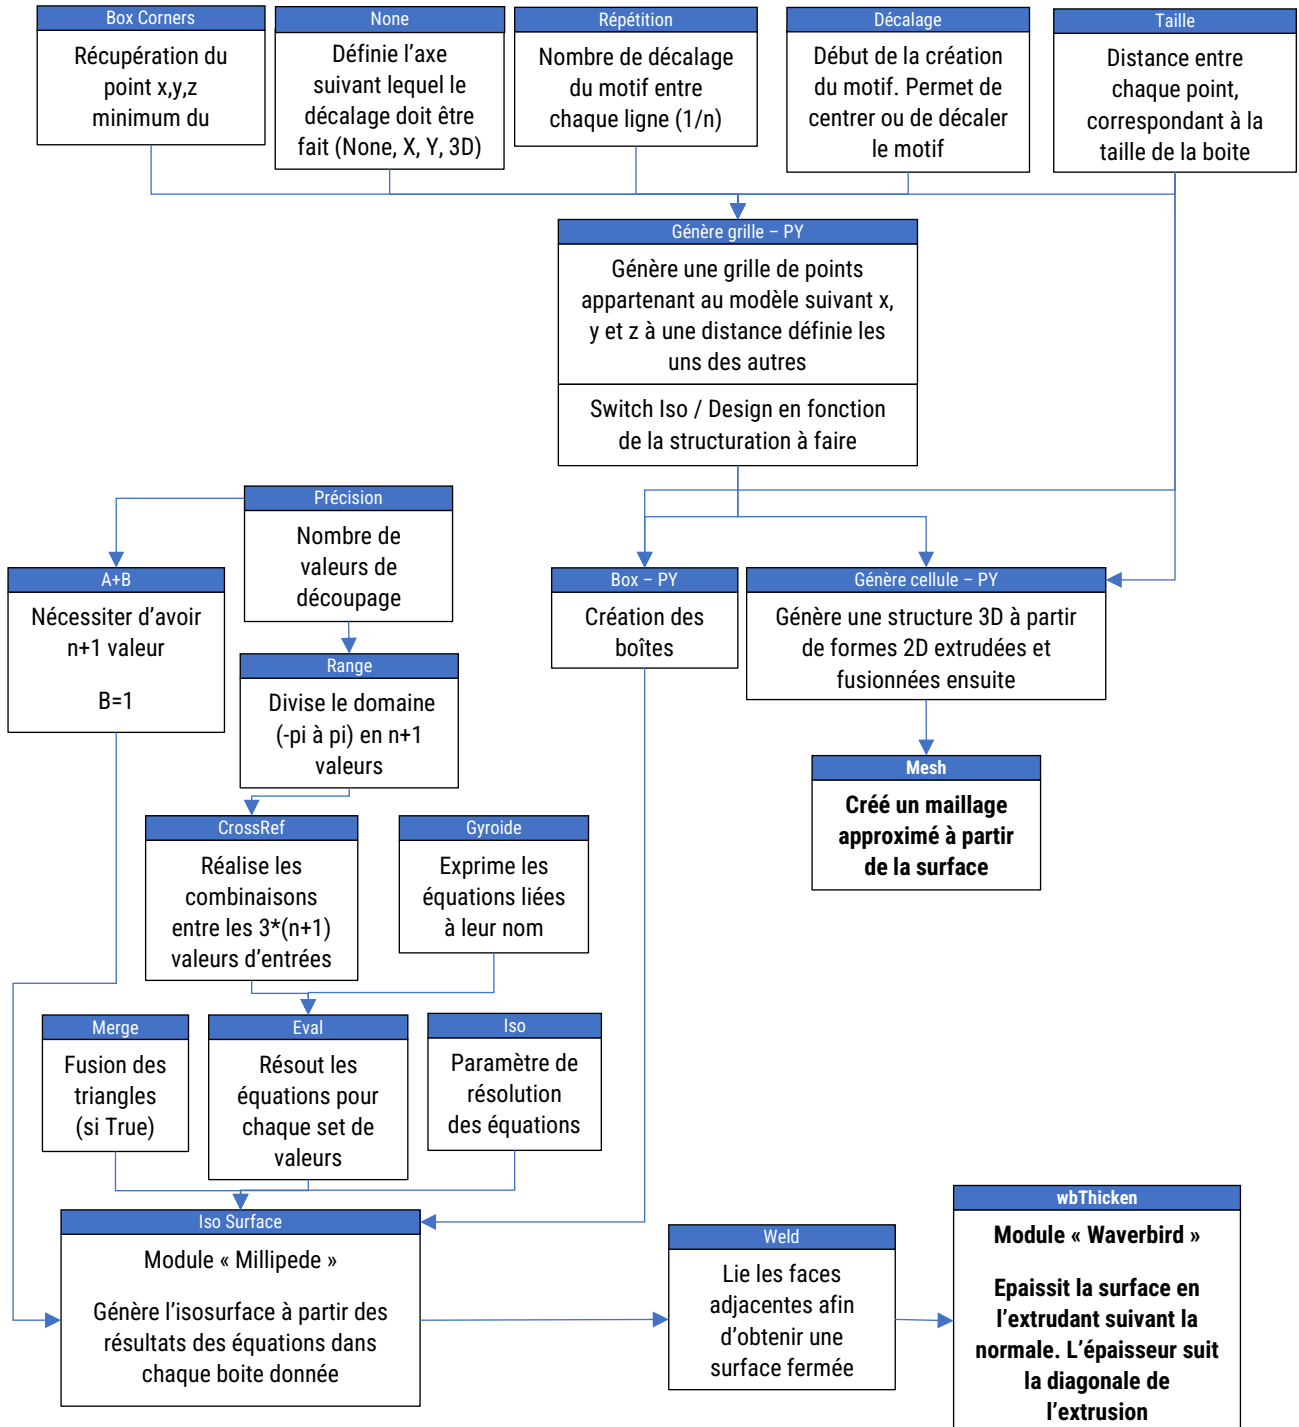 Box Corners
Récupération du
point x,y,z
minimum du
None
Définie l'axe
suivant lequel le
décalage doit être
fait (None, X, Y, 3D)
Répétition
Nombre de décalage
du motif entre
chaque ligne (1/n)
Décalage
Début de la création
du motif. Permet de
centrer ou de décaler
le motif
Taille
Distance entre
chaque point,
correspondant à la
taille de la boite
Génère grille – PY
Génère une grille de points
appartenant au modèle suivant x,
y et z à une distance définie les
uns des autres
Switch Iso / Design en fonction
de la structuration à faire
Précision
Nombre de
valeurs de
découpage
A+B
Nécessiter d'avoir
n+1 valeur
B=1
Box – PY
Création des
boîtes
Génère cellule – PY
Génère une structure 3D à partir
de formes 2D extrudées et
fusionnées ensuite
Range
Divise le domaine
(-pi à pi) en n+1
valeurs
Mesh
Créé un maillage
approximé à partir
de la surface
CrossRef
Réalise les
combinaisons
entre les 3*(n+1)
valeurs d'entrées
Gyroide
Exprime les
équations liées
à leur nom
Merge
Fusion des
triangles
(si True)
Eval
Résout les
équations pour
chaque set de
valeurs
Iso
Paramètre de
résolution
des équations
Iso Surface
Module « Millipede »
Génère l'isosurface à partir des
résultats des équations dans
chaque boite donnée
Weld
Lie les faces
adjacentes afin
d'obtenir une
surface fermée
wbThicken
Module « Waverbird »
Epaissit la surface en
l'extrudant suivant la
normale. L'épaisseur suit
la diagonale de
l'extrusion